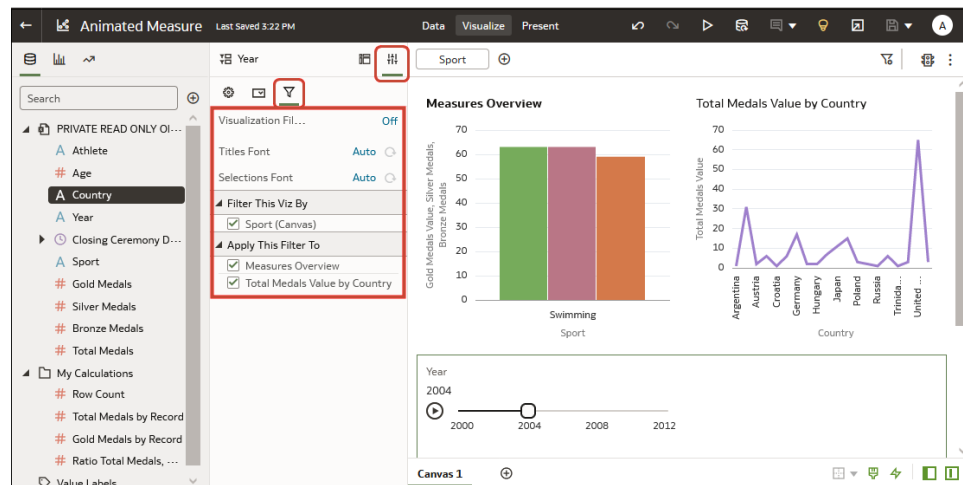 Animated Measure Last Saved 3:22 PM Data Visualize Present A
Year
Sport
Search
PRIVATE READ ONLY Ol...
Athlete
Age
Country
Year
Closing Ceremony D...
Sport
Gold Medals
Silver Medals
Bronze Medals
Total Medals
My Calculations
Row Count
Total Medals by Record
Gold Medals by Record
Ratio Total Medals, ...
Value Labels
Visualization Fil... Off
Titles Font Auto
Selections Font Auto
Filter This Viz By
Sport (Canvas)
Apply This Filter To
Measures Overview
Total Medals Value by Country
Measures Overview
Gold Medals Value, Silver Medals,
Bronze Medals
70
60
50
40
30
20
10
0
Swimming
Sport
Total Medals Value by Country
Total Medals Value
70
60
50
40
30
20
10
0
Argentina
Austria
Croatia
Germany
Hungary
Japan
Poland
Russia
Trinida...
United ...
Country
Year
2004
2000 2004 2008 2012
Canvas 1